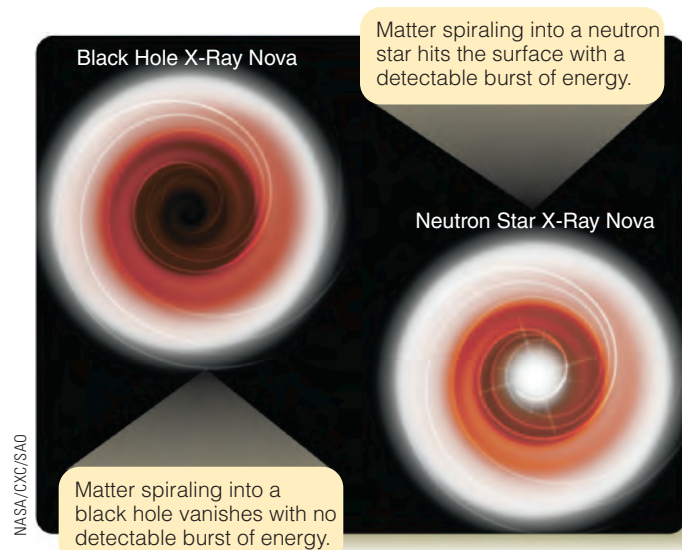 Black Hole X-Ray Nova
Matter spiraling into a neutron
star hits the surface with a
detectable burst of energy.
Neutron Star X-Ray Nova
Matter spiraling into a
black hole vanishes with no
detectable burst of energy.
NASA/CXC/SAO